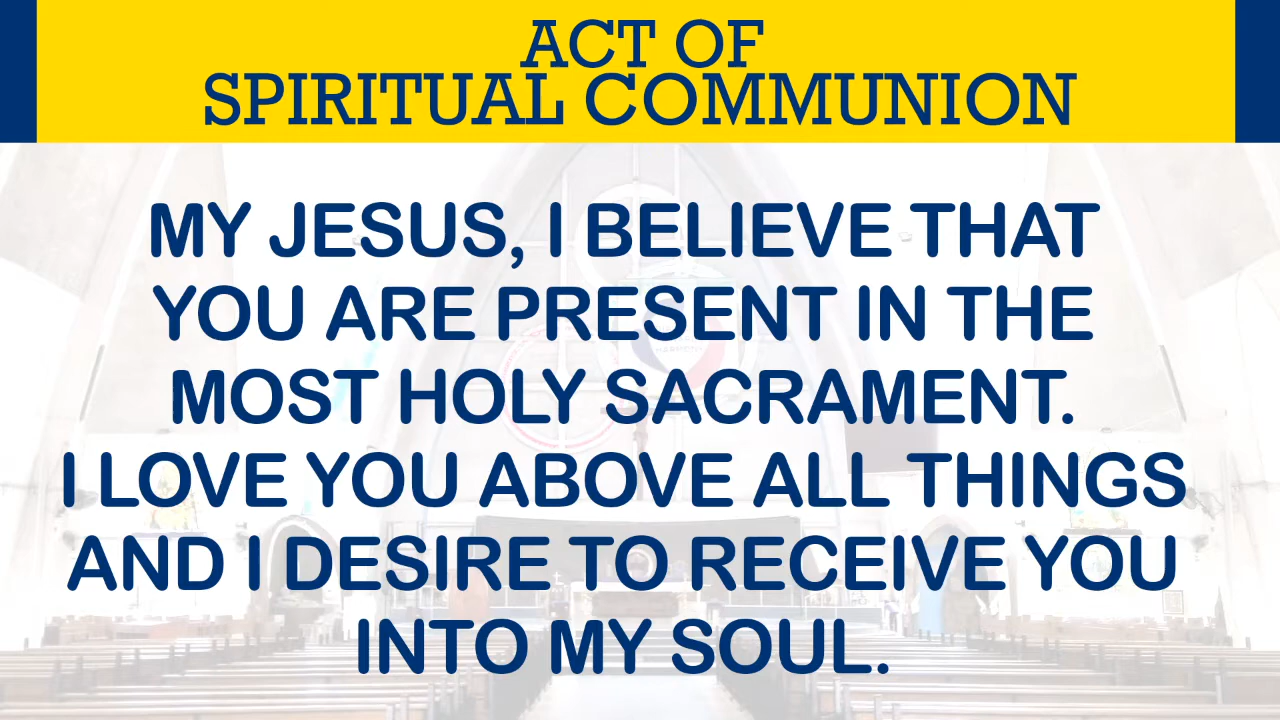 ACT OF
SPIRITUAL COMMUNION
MY JESUS, I BELIEVE THAT
YOU ARE PRESENT IN THE
MOST HOLY SACRAMENT.
I LOVE YOU ABOVE ALL THINGS
AND I DESIRE TO RECEIVE YOU
INTO MY SOUL.